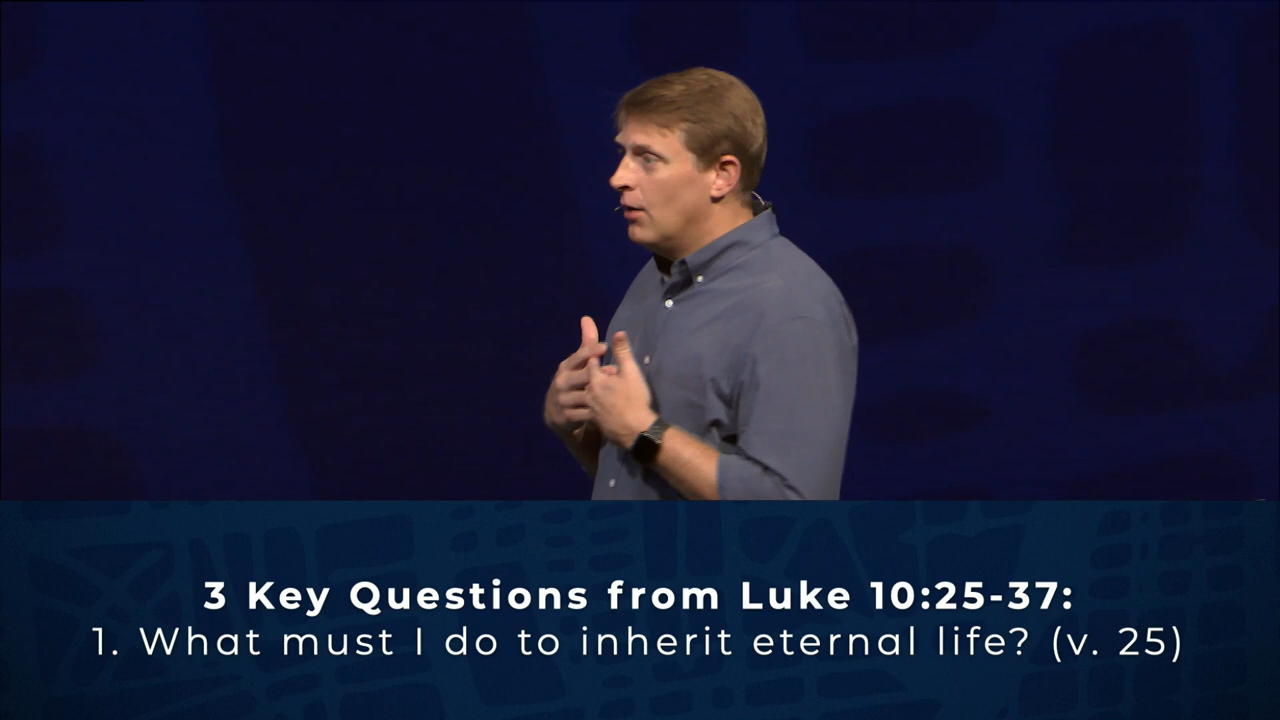 3 Key Questions from Luke 10:25-37:
1. What must I do to inherit eternal life? (v. 25)